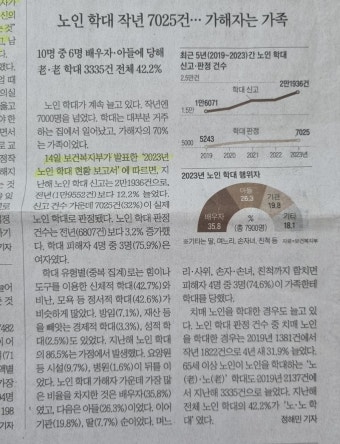 노인 학대 작년 7025건… 가해자는 가족
10명 중 6명 배우자·아들에 당해
老-老 학대 3335건 전체 42.2%
노인 학대가 계속 늘고 있다. 작년엔
7000명을 넘겼다. 학대는 대부분 거주
하는 집에서 일어났고, 가해자의 70%
는 가족이었다.
14일 보건복지부가 발표한 '2023년
노인 학대 현황 보고서'에 따르면, 지
난해 노인 학대 신고는 2만1936건으로,
전년(1만9552건)보다 12.2% 늘었다.
신고 건수 가운데 7025건(32%)이 실제
노인 학대로 판정됐다. 노인 학대 판정
건수는 전년(6807건)보다 3.2% 증가했
다. 학대 피해자 4명 중 3명(75.9%)은
여자였다.
학대 유형별(중복 집계)로는 힘이나
도구를 이용한 신체적 학대(42.7%)와
비난, 모욕 등 정서적 학대(42.6%)가
비슷하게 많았다. 방임(7.1%), 재산 등
을 빼앗는 경제적 학대(3.3%), 성적 학
대(2.5%)도 있었다. 지난해 노인 학대
의 86.5%는 가정에서 발생했다. 요양원
등 시설(9.7%), 병원(1.6%)이 뒤를 이
었다.
노인 학대 가해자 가운데 가장 많
은 비율을 차지한 것은 배우자(35.8%)
였고, 다음은 아들(26.3%)이었다. 기
관(19.8%), 딸(7.7%) 순이었다. 며느
최근 5년(2019~2023)간 노인 학대
신고·판정 건수
2.5만건
2만1936건
학대 신고
1만6071
1.5만
학대 판정
7025
5243
5000
2019 2020 2021 2022 2023년
2023년 노인 학대 행위자
아들
26.3
기관
19.8
배우자
35.8
기타
18.1
(총 7900명)
※기타는 딸, 며느리, 손자녀, 친척 등 자료=보건복지부
리·사위, 손자·손녀, 친척까지 합치면
피해자 4명 중 3명(74.6%)이 가족한테
학대를 당했다.
치매 노인을 학대한 경우도 늘고 있
다. 노인 학대 판정 건수 중 치매 노인
을 학대한 경우는 2019년 1381건에서
작년 1822건으로 4년 새 31.9% 늘었다.
65세 이상 노인이 노인을 학대하는 '노
(老)·노(老)' 학대도 2019년 2137건에
서 지난해 3335건으로 늘었다. 지난해
전체 노인 학대의 42.2%가 '노·노 학
대'였다.
정해민 기자